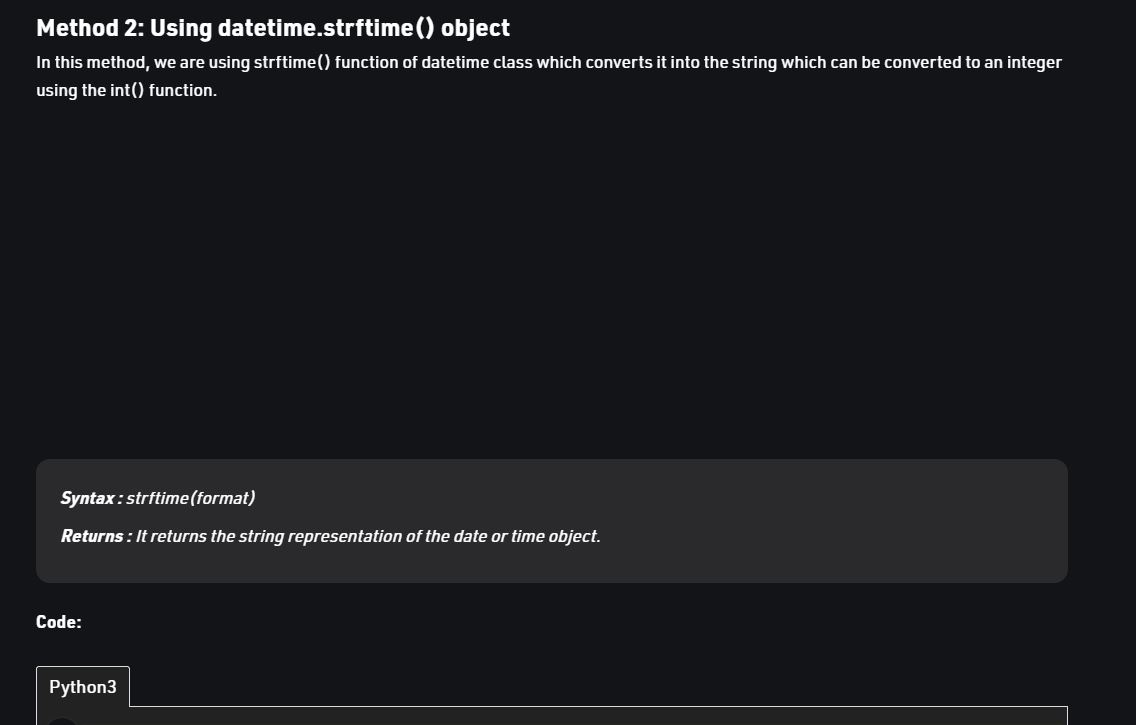 Method 2: Using datetime.strftime() object
In this method, we are using strftime() function of datetime class which converts it into the string which can be converted to an integer
using the int() function.
Syntax : strftime(format)
Returns : It returns the string representation of the date or time object.
Code:
Python3